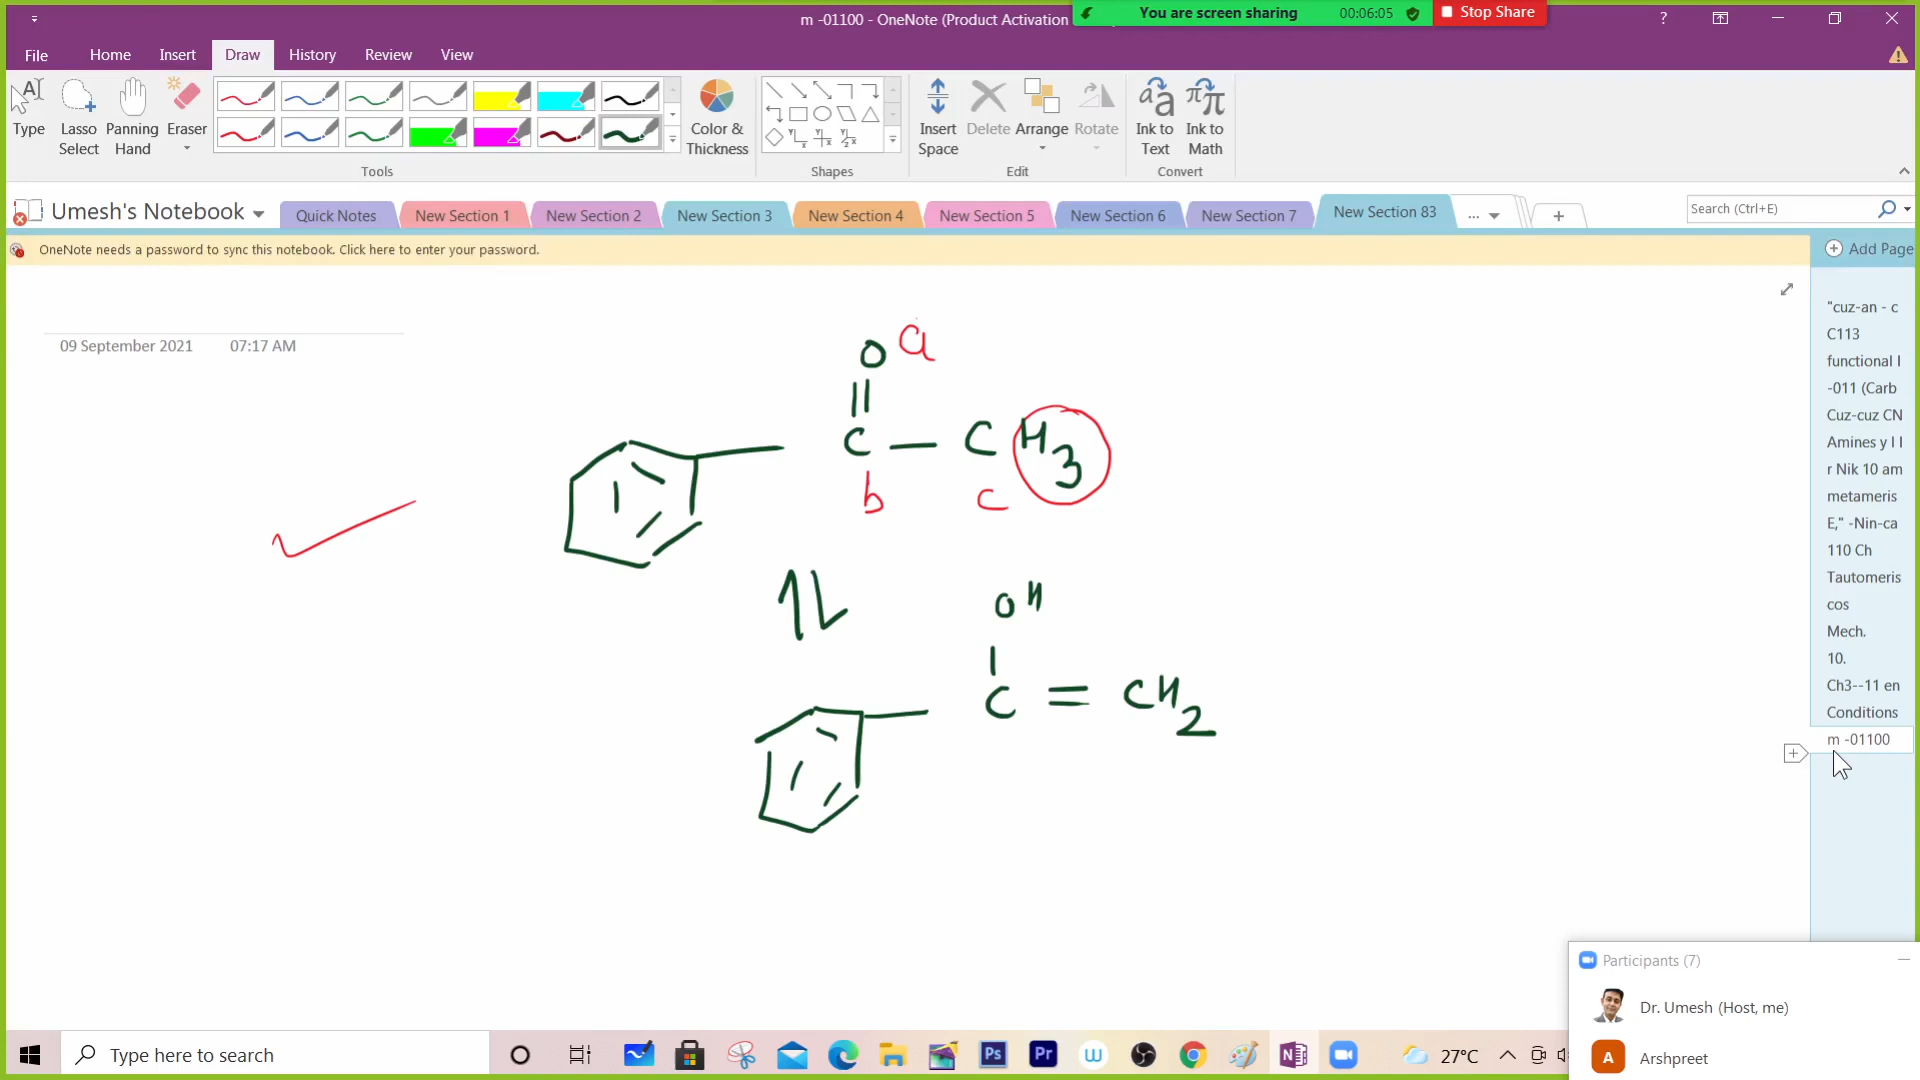 m -01100 - OneNote (Product Activation
You are screen sharing
00:06:05
Stop Share
?
File
Home
Insert
Draw
History
Review
View
Type
Lasso Select
Panning Hand
Eraser
Color & Thickness
Insert Space
Delete
Arrange
Rotate
Ink to Text
Ink to Math
Tools
Shapes
Edit
Convert
Umesh's Notebook
Quick Notes
New Section 1
New Section 2
New Section 3
New Section 4
New Section 5
New Section 6
New Section 7
New Section 83
...
Search (Ctrl+E)
OneNote needs a password to sync this notebook. Click here to enter your password.
Add Page
09 September 2021
07:17 AM
O a
C — CH3
b c
OH
C = CH2
"cuz-an - c
C113
functional I
-011 (Carb
Cuz-cuz CN
Amines y I I
r Nik 10 am
metameris
E," -Nin-ca
110 Ch
Tautomeris
cos
Mech.
10.
Ch3--11 en
Conditions
m -01100
Participants (7)
Dr. Umesh (Host, me)
A Arshpreet
Type here to search
Ps
Pr
27°C